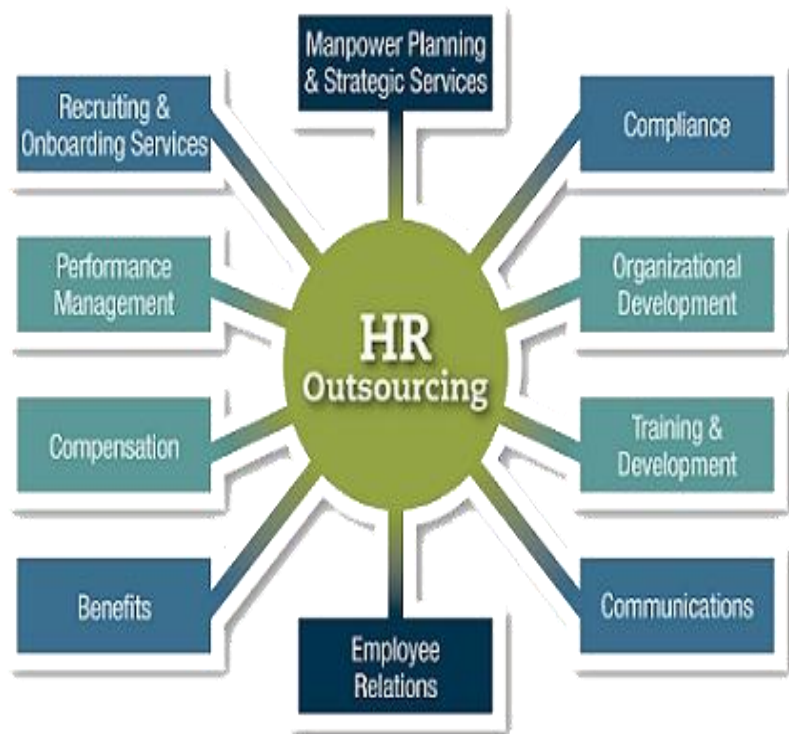 Manpower Planning
& Strategic Services
Recruiting &
Onboarding Services
Compliance
Performance
Management
Organizational
Development
HR
Outsourcing
Compensation
Training &
Development
Benefits
Communications
Employee
Relations